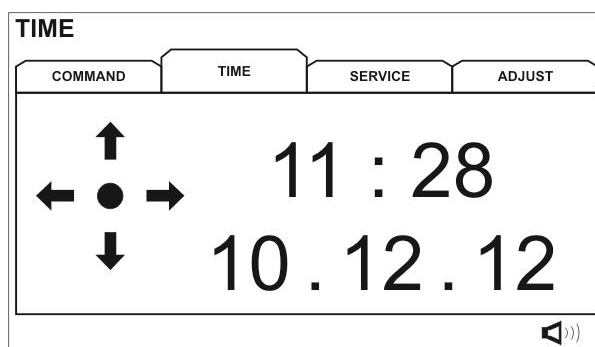 TIME
COMMAND TIME SERVICE ADJUST
11 : 28
10 . 12 . 12